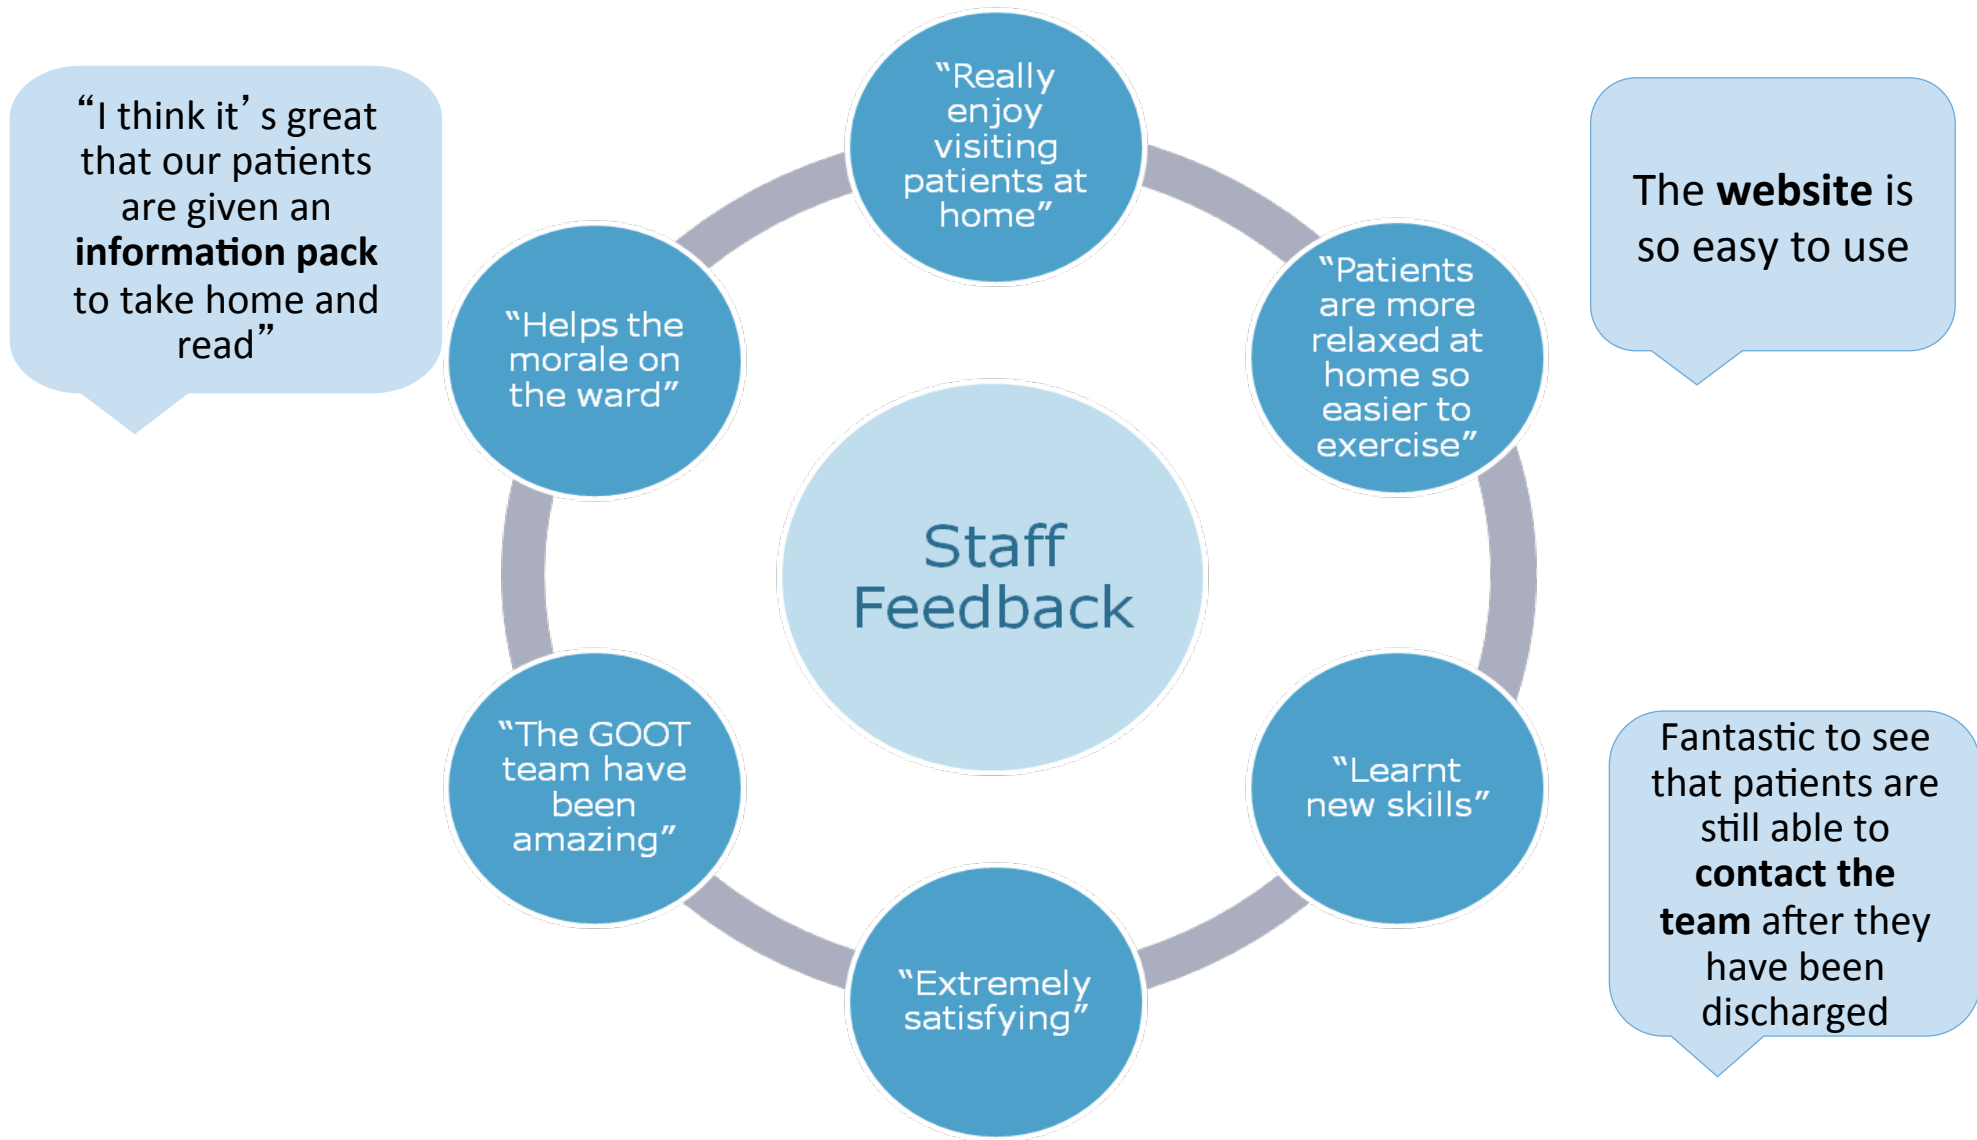 “I think it’ s great
that our patients
are given an
information pack
to take home and
read”
“Really
enjoy
visiting
patients at
home”
The website is
so easy to use
“Patients
are more
relaxed at
home so
easier to
exercise”
“Helps the
morale on
the ward”
Staff
Feedback
“The GOOT
team have
been
amazing”
“Learnt
new skills”
“Extremely
satisfying”
Fantastic to see
that patients are
still able to
contact the
team after they
have been
discharged